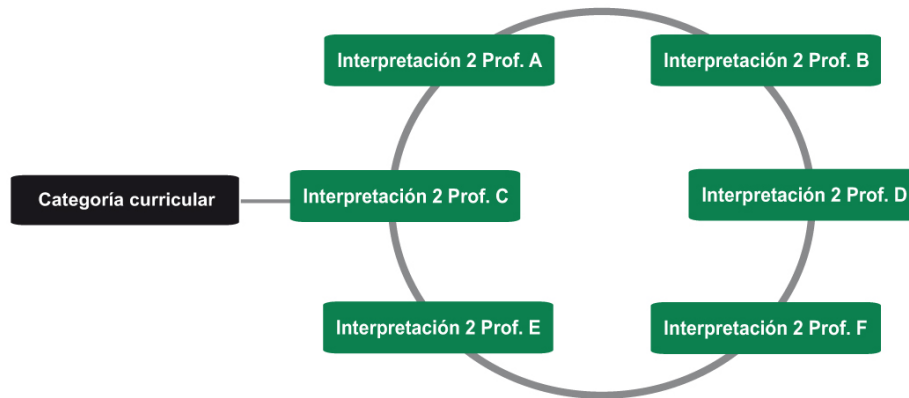 Interpretación 2 Prof. A
Interpretación 2 Prof. B
Categoría curricular
Interpretación 2 Prof. C
Interpretación 2 Prof. D
Interpretación 2 Prof. E
Interpretación 2 Prof. F